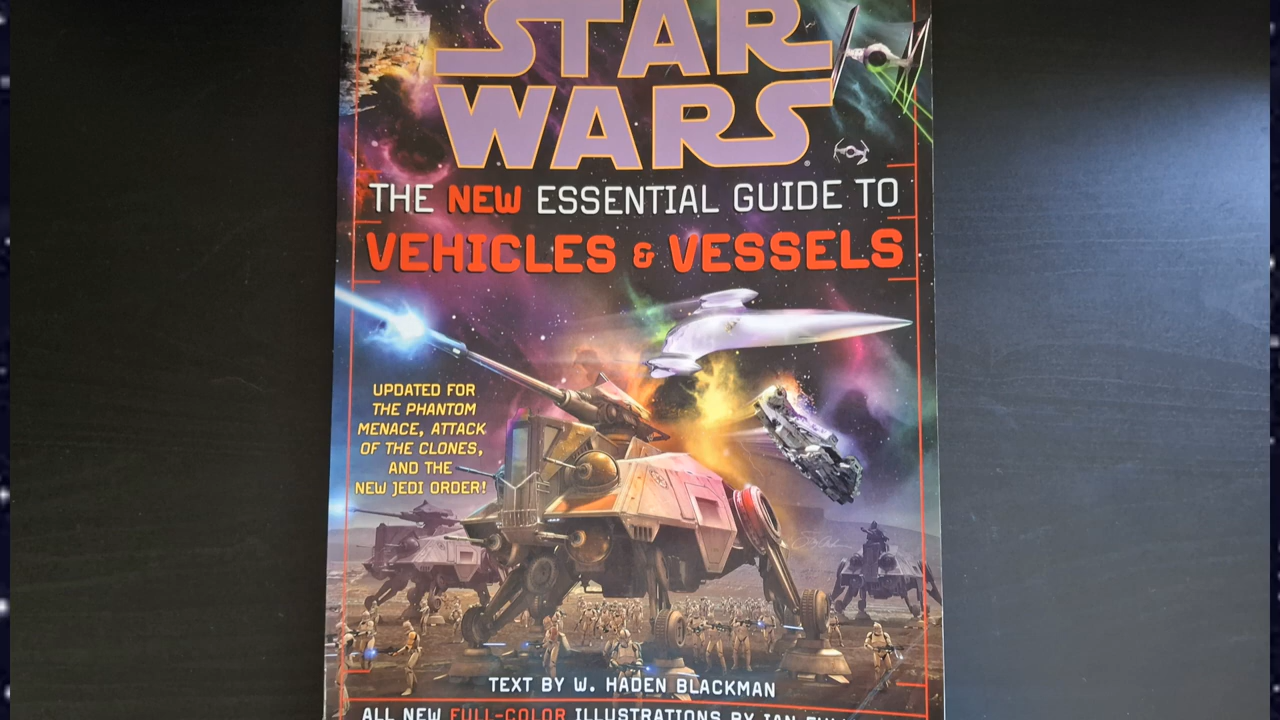 STAR
WARS
THE NEW ESSENTIAL GUIDE TO
VEHICLES & VESSELS
UPDATED FOR
THE PHANTOM
MENACE, ATTACK
OF THE CLONES,
AND THE
NEW JEDI ORDER!
TEXT BY W. HADEN BLACKMAN
ALL NEW FULL-COLOR ILLUSTRATIONS BY IAN